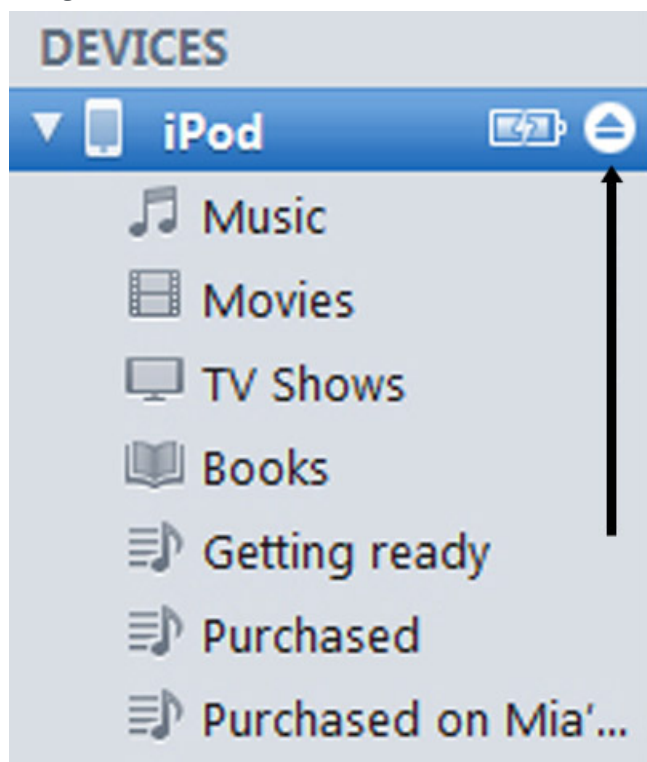 DEVICES
iPod
Music
Movies
TV Shows
Books
Getting ready
Purchased
Purchased on Mia'...